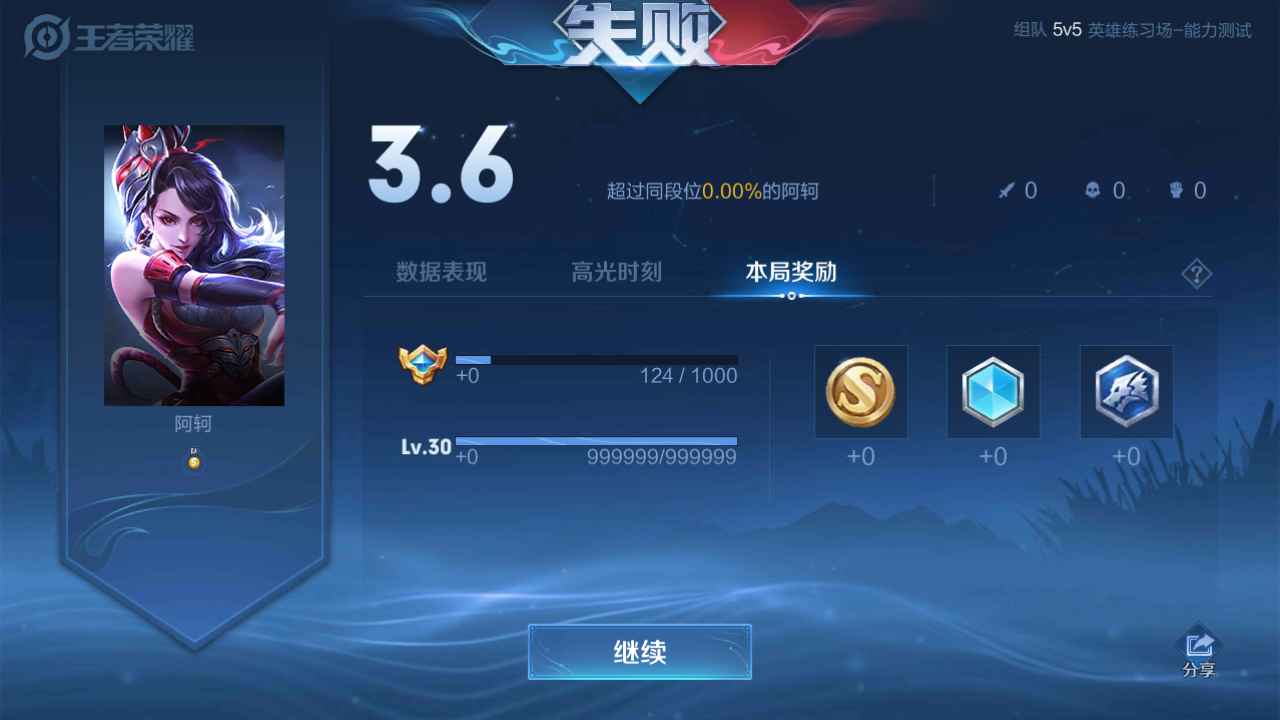 王者荣耀
失败
组队 5v5 英雄练习场-能力测试
3.6
超过同段位0.00%的阿轲
0 0 0
数据表现 高光时刻 本局奖励
?
+0 124 / 1000
Lv.30 +0 999999/999999
S
+0 +0 +0
阿轲
S
继续
分享